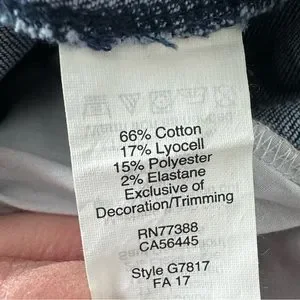 66% Cotton
17% Lyocell
15% Polyester
2% Elastane
Exclusive of
Decoration/Trimming
RN77388
CA56445
Style G7817
FA 17